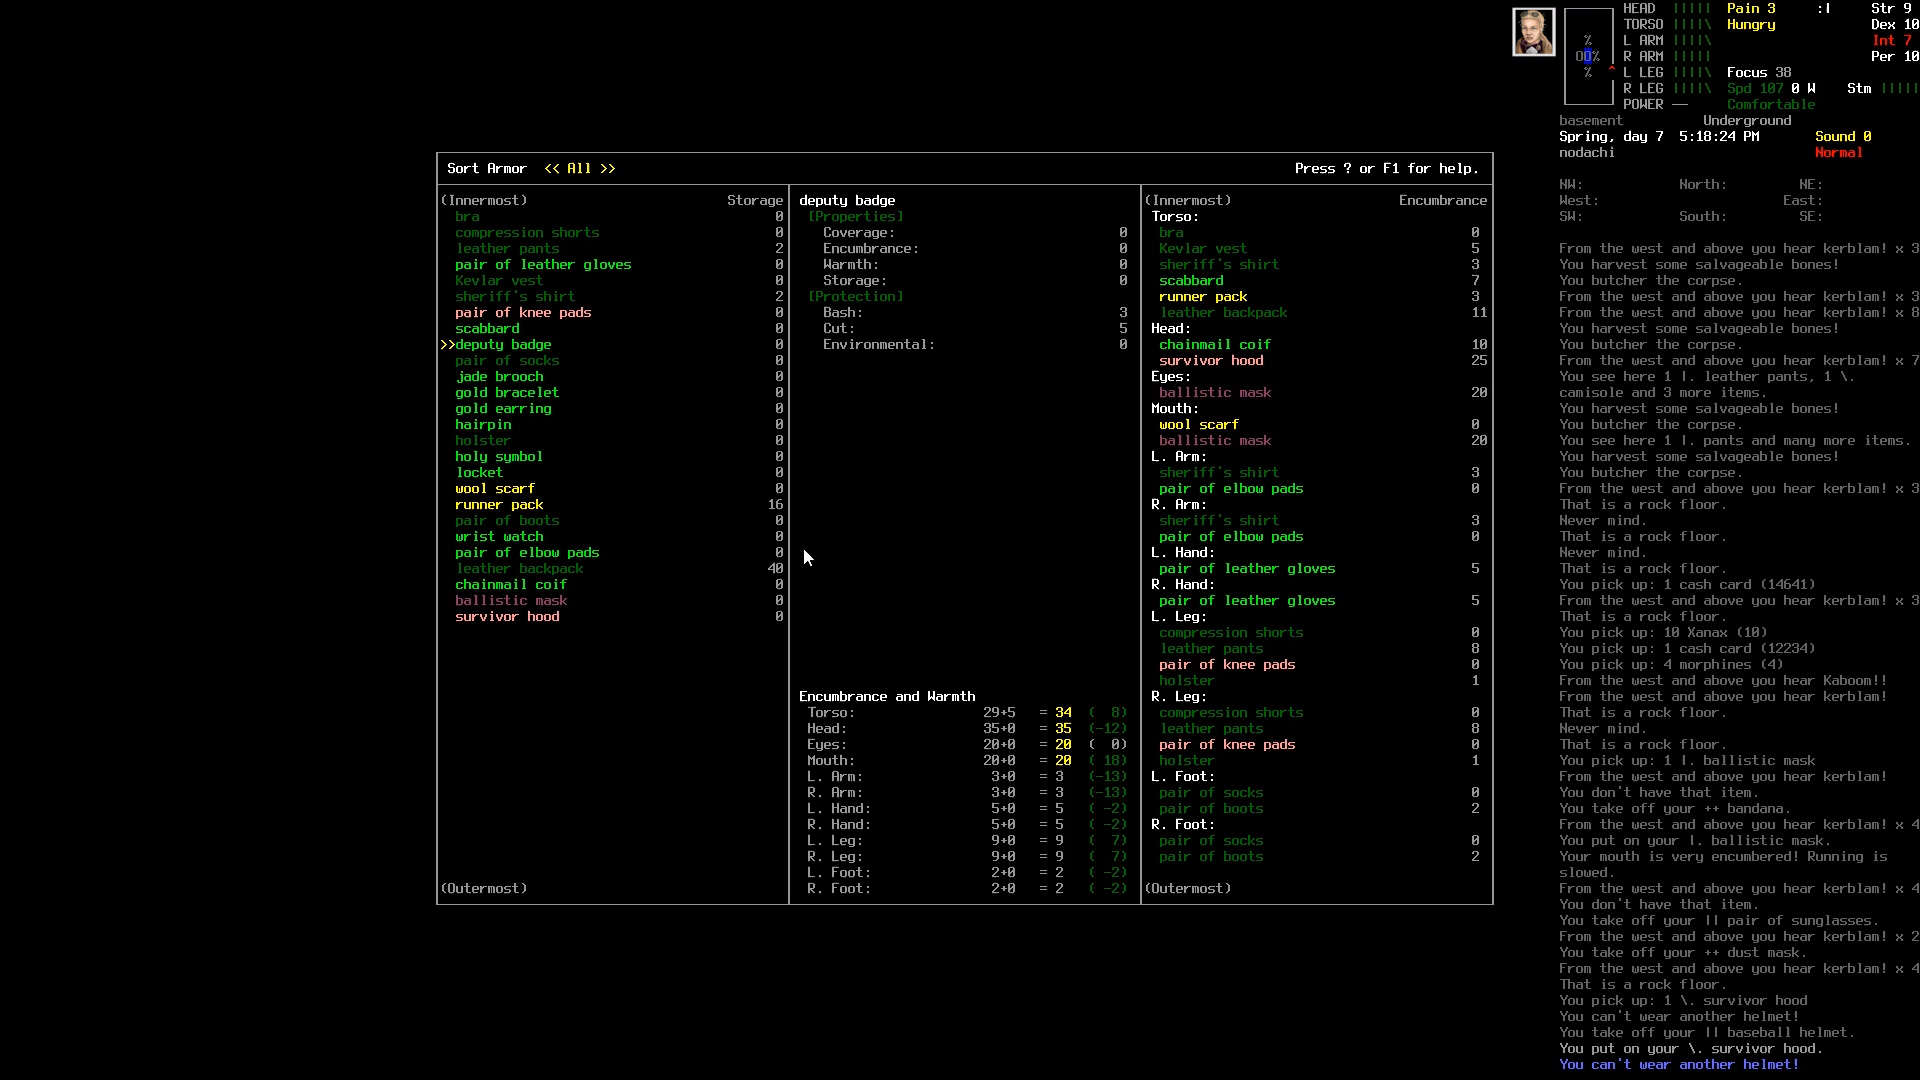 Sort Armor << All >> Press ? or F1 for help.
(Innermost) Storage
bra 0
compression shorts 0
leather pants 2
pair of leather gloves 0
Kevlar vest 0
sheriff's shirt 2
pair of knee pads 0
scabbard 0
>>deputy badge 0
pair of socks 0
jade brooch 0
gold bracelet 0
gold earring 0
hairpin 0
holster 0
holy symbol 0
locket 0
wool scarf 0
runner pack 16
pair of boots 0
wrist watch 0
pair of elbow pads 0
leather backpack 40
chainmail coif 0
ballistic mask 0
survivor hood 0
(Outermost)
deputy badge
[Properties]
Coverage: 0
Encumbrance: 0
Warmth: 0
Storage: 0
[Protection]
Bash: 3
Cut: 5
Environmental: 0
Encumbrance and Warmth
Torso: 29+5 = 34 ( 8)
Head: 35+0 = 35 (-12)
Eyes: 20+0 = 20 ( 0)
Mouth: 20+0 = 20 ( 18)
L. Arm: 3+0 = 3 (-13)
R. Arm: 3+0 = 3 (-13)
L. Hand: 5+0 = 5 ( -2)
R. Hand: 5+0 = 5 ( -2)
L. Leg: 9+0 = 9 ( 7)
R. Leg: 9+0 = 9 ( 7)
L. Foot: 2+0 = 2 ( -2)
R. Foot: 2+0 = 2 ( -2)
(Innermost) Encumbrance
Torso:
bra 0
Kevlar vest 5
sheriff's shirt 3
scabbard 7
runner pack 3
leather backpack 11
Head:
chainmail coif 10
survivor hood 25
Eyes:
ballistic mask 20
Mouth:
wool scarf 0
ballistic mask 20
L. Arm:
sheriff's shirt 3
pair of elbow pads 0
R. Arm:
sheriff's shirt 3
pair of elbow pads 0
L. Hand:
pair of leather gloves 5
R. Hand:
pair of leather gloves 5
L. Leg:
compression shorts 0
leather pants 8
pair of knee pads 0
holster 1
R. Leg:
compression shorts 0
leather pants 8
pair of knee pads 0
holster 1
L. Foot:
pair of socks 0
pair of boots 2
R. Foot:
pair of socks 0
pair of boots 2
(Outermost)
HEAD ||||| Pain 3 :| Str 9
TORSO ||||\ Hungry Dex 10
% L ARM ||||\ Int 7
00% R ARM ||||| Per 10
% ^ L LEG ||||\ Focus 38
R LEG ||||\ Spd 107 0 W Stm |||||
POWER — Comfortable
basement Underground
Spring, day 7 5:18:24 PM Sound 0
nodachi Normal
NW: North: NE:
West: East:
SW: South: SE:
From the west and above you hear kerblam! x 3
You harvest some salvageable bones!
You butcher the corpse.
From the west and above you hear kerblam! x 3
From the west and above you hear kerblam! x 8
You harvest some salvageable bones!
You butcher the corpse.
From the west and above you hear kerblam! x 7
You see here 1 |. leather pants, 1 \.
camisole and 3 more items.
You harvest some salvageable bones!
You butcher the corpse.
You see here 1 |. pants and many more items.
You harvest some salvageable bones!
You butcher the corpse.
From the west and above you hear kerblam! x 3
That is a rock floor.
Never mind.
That is a rock floor.
Never mind.
That is a rock floor.
You pick up: 1 cash card (14641)
From the west and above you hear kerblam! x 3
That is a rock floor.
You pick up: 10 Xanax (10)
You pick up: 1 cash card (12234)
You pick up: 4 morphines (4)
From the west and above you hear Kaboom!!
From the west and above you hear kerblam!
That is a rock floor.
Never mind.
That is a rock floor.
You pick up: 1 |. ballistic mask
From the west and above you hear kerblam!
You don't have that item.
You take off your ++ bandana.
From the west and above you hear kerblam! x 4
You put on your |. ballistic mask.
Your mouth is very encumbered! Running is
slowed.
From the west and above you hear kerblam! x 4
You don't have that item.
You take off your || pair of sunglasses.
From the west and above you hear kerblam! x 2
You take off your ++ dust mask.
From the west and above you hear kerblam! x 4
That is a rock floor.
You pick up: 1 \. survivor hood
You can't wear another helmet!
You take off your || baseball helmet.
You put on your \. survivor hood.
You can't wear another helmet!